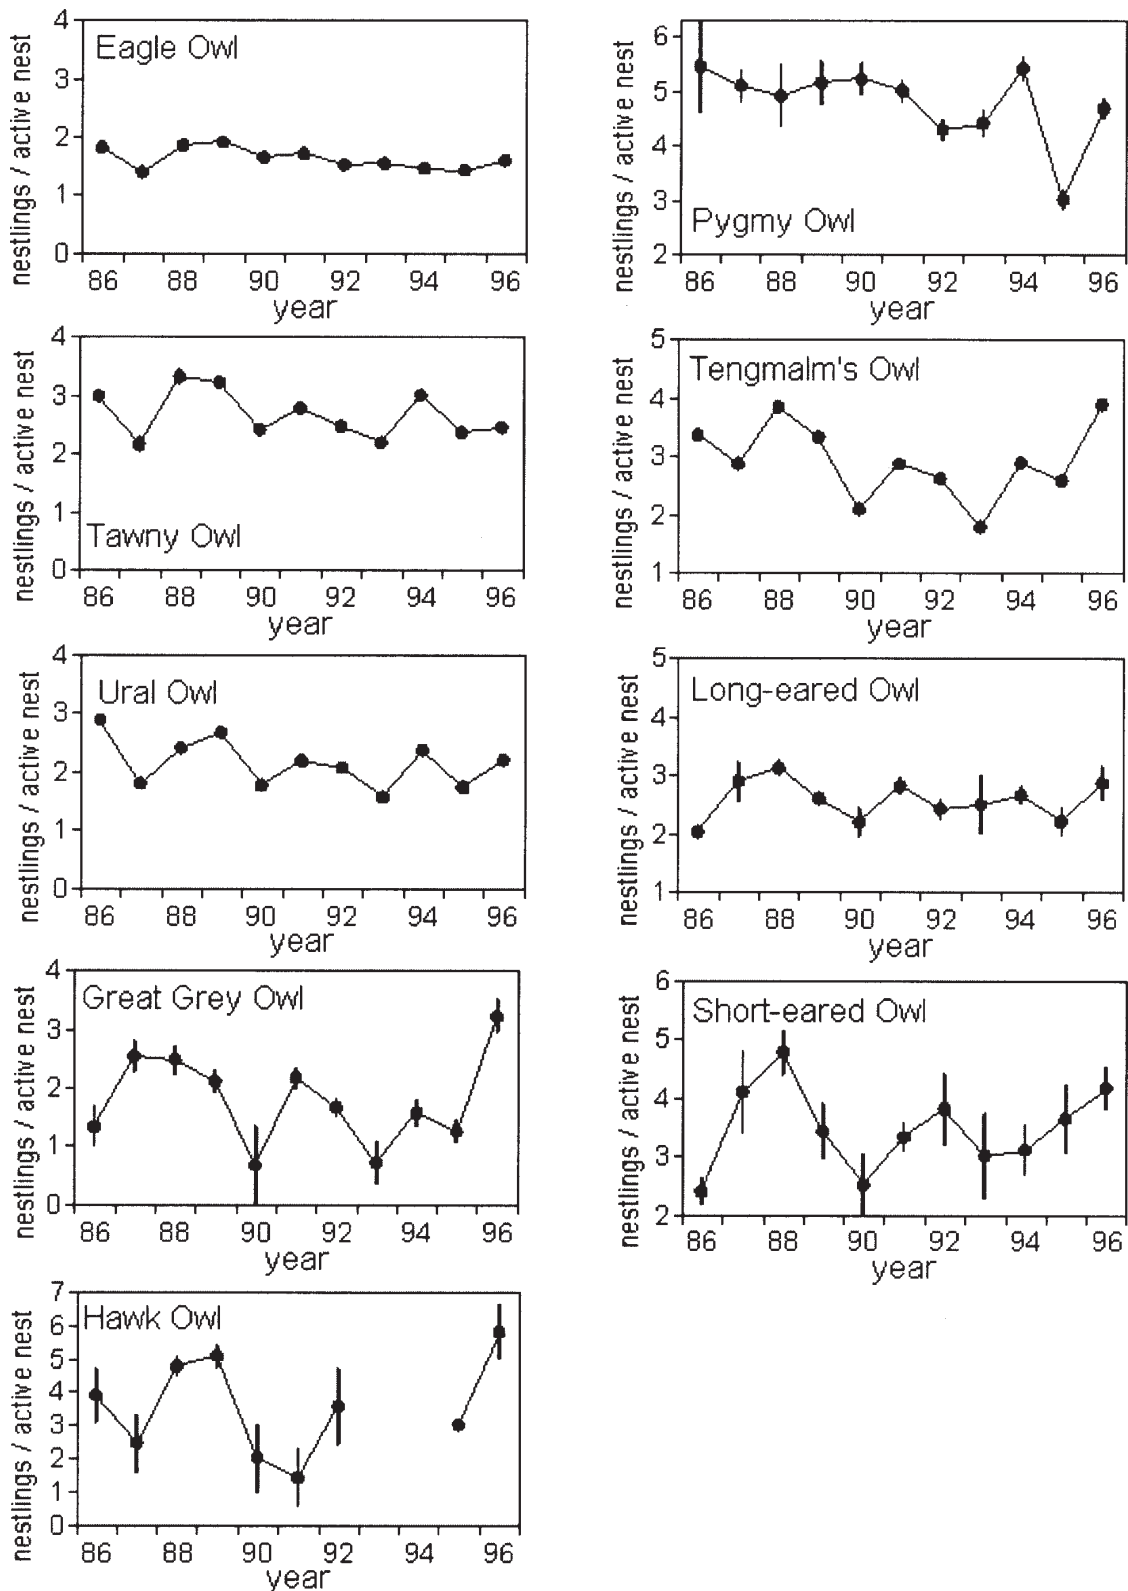 4
Eagle Owl
3
2
1
0
nestlings / active nest
86 88 90 92 94 96
year
6
5
4
3
Pygmy Owl
2
nestlings / active nest
86 88 90 92 94 96
year
4
3
2
1
Tawny Owl
0
nestlings / active nest
86 88 90 92 94 96
year
5
Tengmalm's Owl
4
3
2
1
nestlings / active nest
86 88 90 92 94 96
year
4
Ural Owl
3
2
1
0
nestlings / active nest
86 88 90 92 94 96
year
5
Long-eared Owl
4
3
2
1
nestlings / active nest
86 88 90 92 94 96
year
4
Great Grey Owl
3
2
1
0
nestlings / active nest
86 88 90 92 94 96
year
6
Short-eared Owl
5
4
3
2
nestlings / active nest
86 88 90 92 94 96
year
7
Hawk Owl
6
5
4
3
2
1
0
nestlings / active nest
86 88 90 92 94 96
year